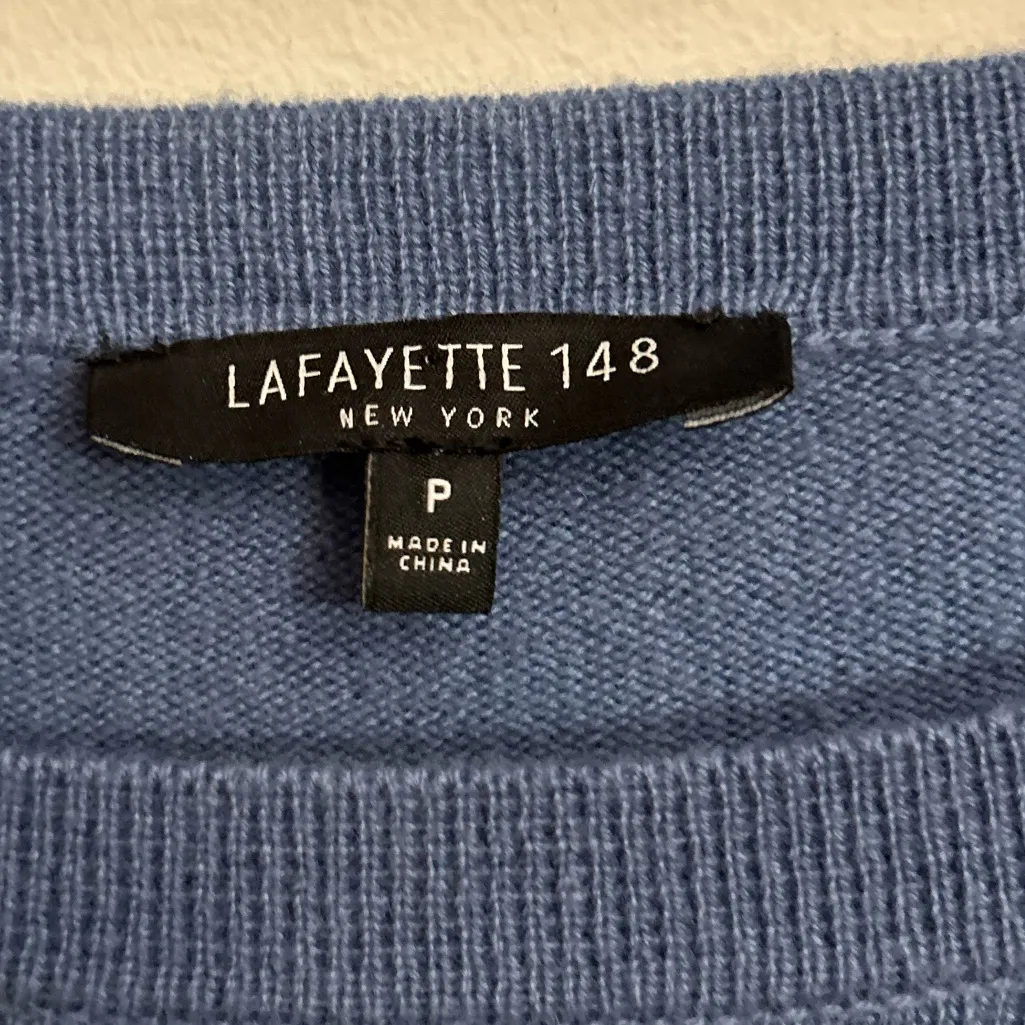 LAFAYETTE 148
NEW YORK
P
MADE IN
CHINA